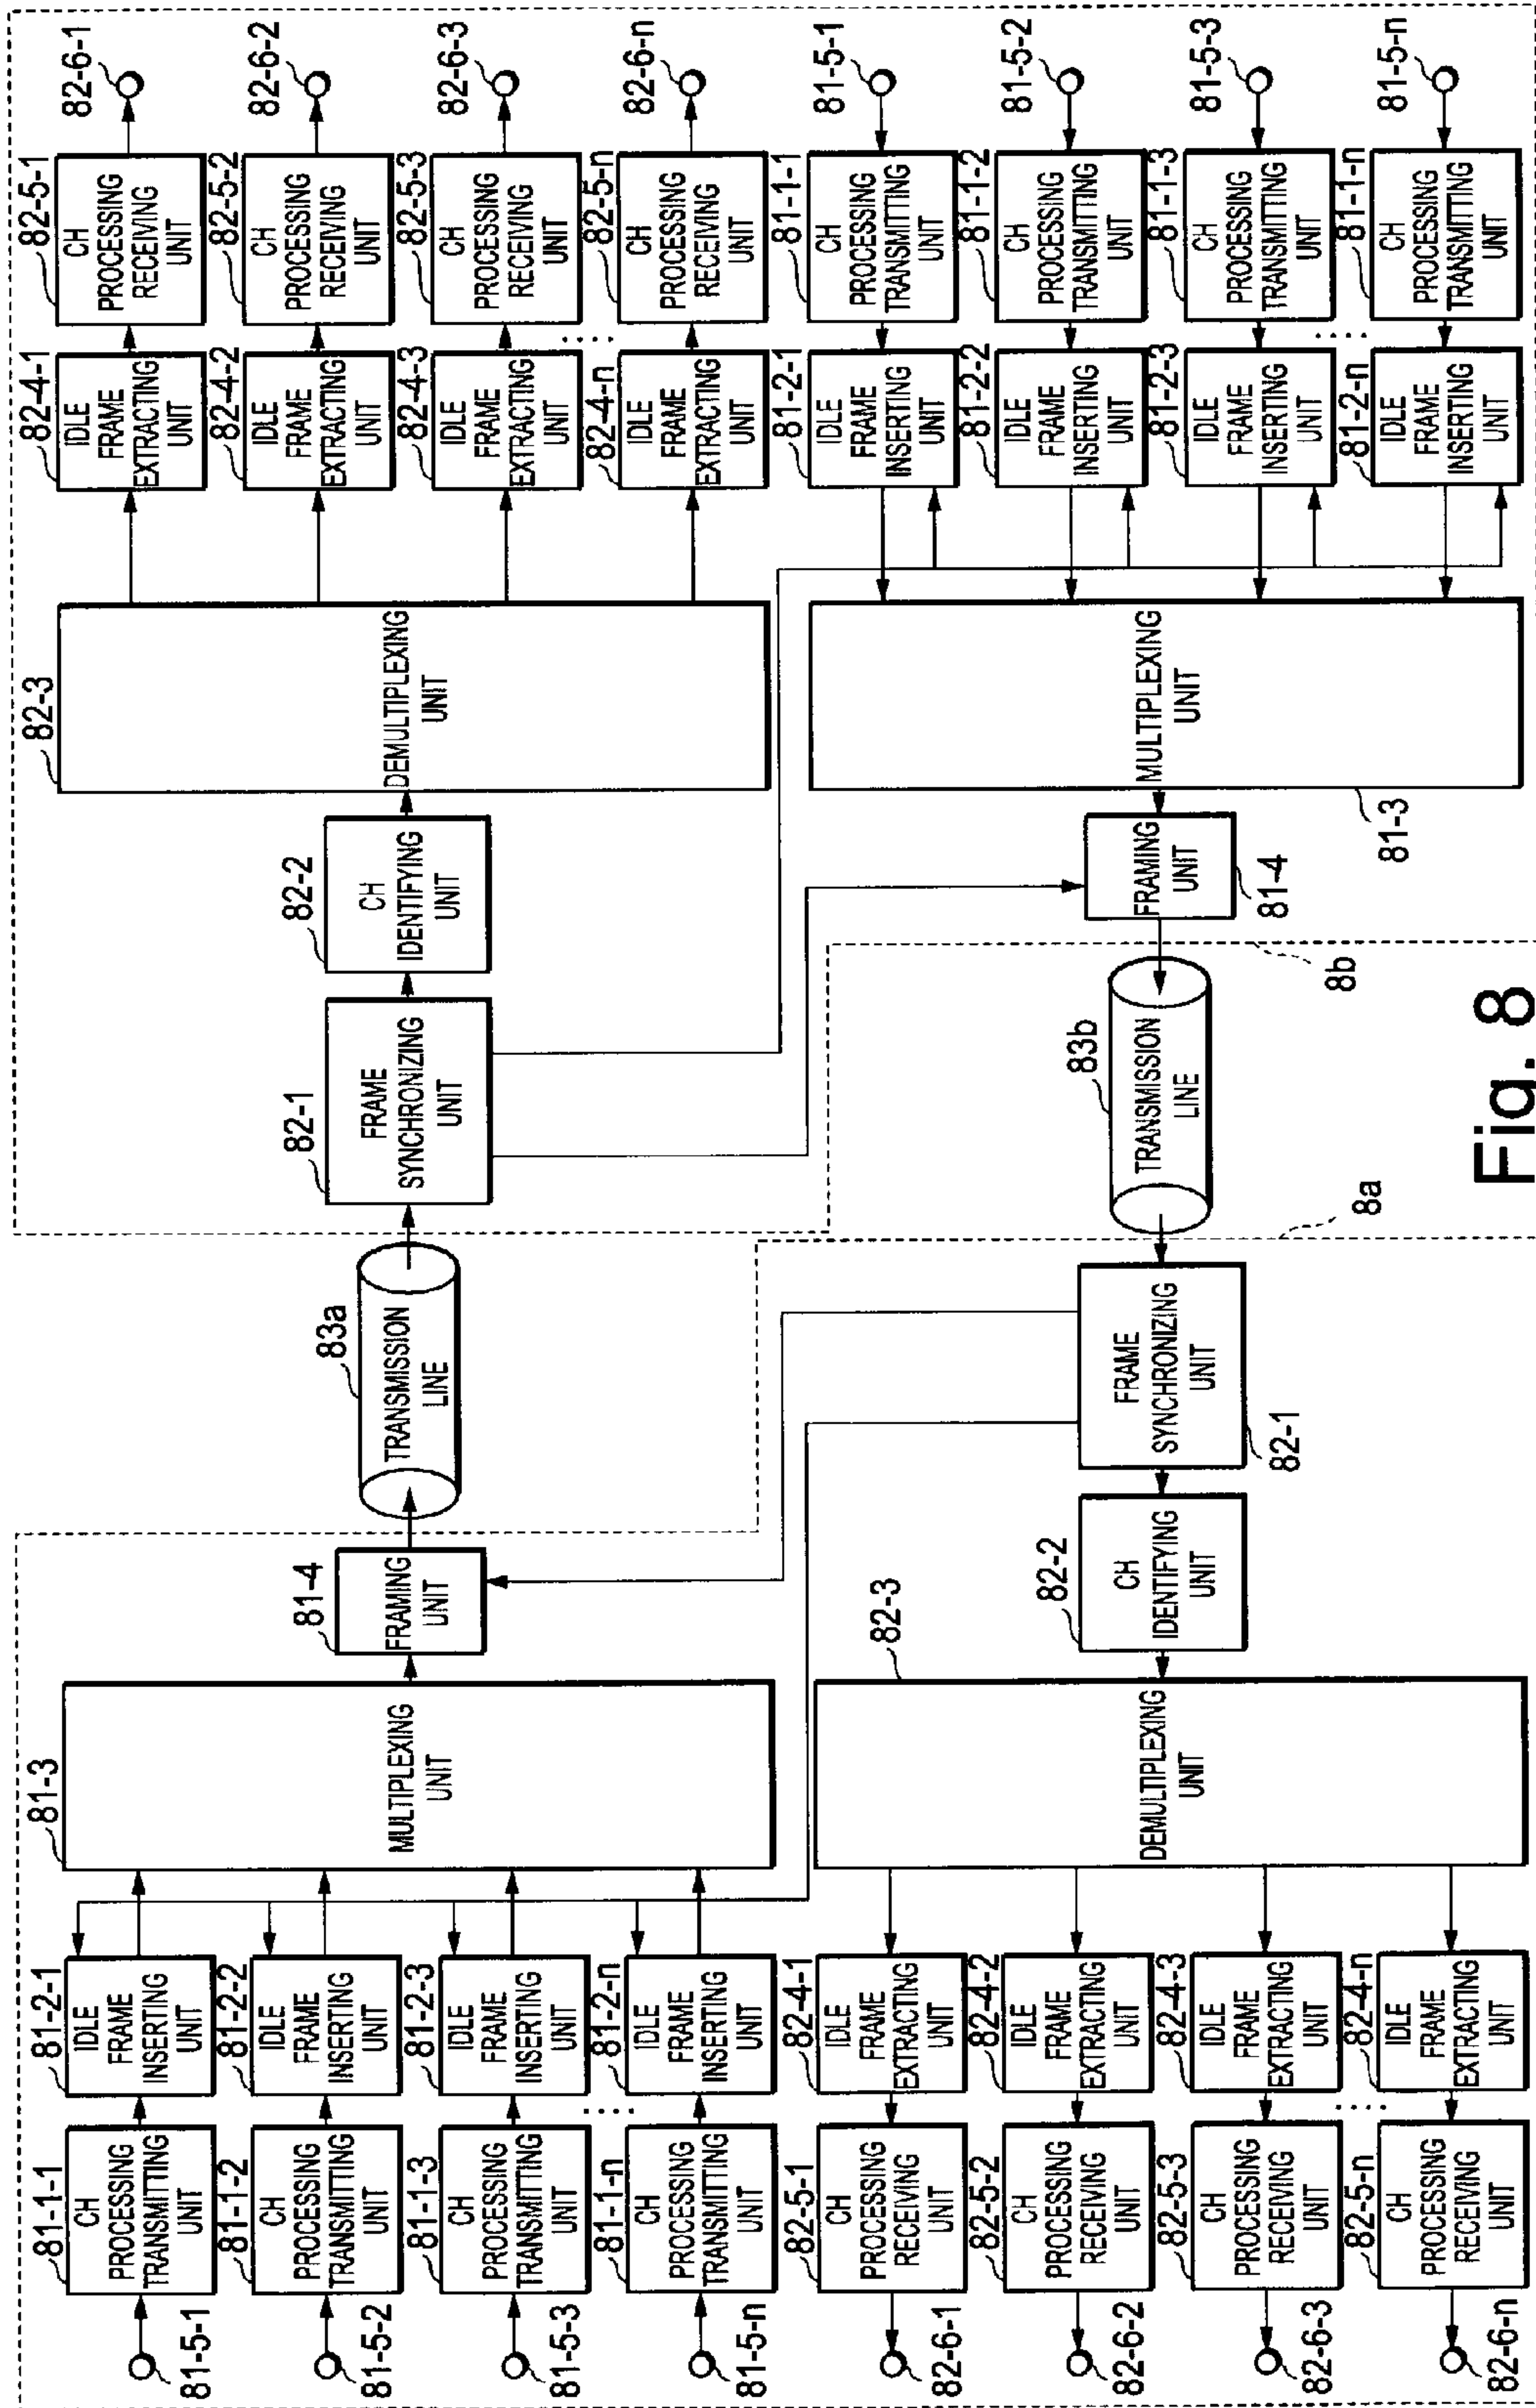 81-1-1
CH
PROCESSING
TRANSMITTING
UNIT
81-2-1
IDLE
FRAME
INSERTING
UNIT
81-5-1
81-1-2
CH
PROCESSING
TRANSMITTING
UNIT
81-2-2
IDLE
FRAME
INSERTING
UNIT
81-5-2
81-1-3
CH
PROCESSING
TRANSMITTING
UNIT
81-2-3
IDLE
FRAME
INSERTING
UNIT
81-5-3
81-1-n
CH
PROCESSING
TRANSMITTING
UNIT
81-2-n
IDLE
FRAME
INSERTING
UNIT
81-5-n
81-3
MULTIPLEXING
UNIT
81-4
FRAMING
UNIT
83a
TRANSMISSION
LINE
82-1
FRAME
SYNCHRONIZING
UNIT
82-2
CH
IDENTIFYING
UNIT
82-3
DEMULTIPLEXING
UNIT
82-4-1
IDLE
FRAME
EXTRACTING
UNIT
82-5-1
CH
PROCESSING
RECEIVING
UNIT
82-6-1
82-4-2
IDLE
FRAME
EXTRACTING
UNIT
82-5-2
CH
PROCESSING
RECEIVING
UNIT
82-6-2
82-4-3
IDLE
FRAME
EXTRACTING
UNIT
82-5-3
CH
PROCESSING
RECEIVING
UNIT
82-6-3
82-4-n
IDLE
FRAME
EXTRACTING
UNIT
82-5-n
CH
PROCESSING
RECEIVING
UNIT
82-6-n
82-5-1
CH
PROCESSING
RECEIVING
UNIT
82-4-1
IDLE
FRAME
EXTRACTING
UNIT
82-6-1
82-5-2
CH
PROCESSING
RECEIVING
UNIT
82-4-2
IDLE
FRAME
EXTRACTING
UNIT
82-6-2
82-5-3
CH
PROCESSING
RECEIVING
UNIT
82-4-3
IDLE
FRAME
EXTRACTING
UNIT
82-6-3
82-5-n
CH
PROCESSING
RECEIVING
UNIT
82-4-n
IDLE
FRAME
EXTRACTING
UNIT
82-6-n
82-3
DEMULTIPLEXING
UNIT
82-2
CH
IDENTIFYING
UNIT
FRAME
SYNCHRONIZING
UNIT
82-1
8a
83b
TRANSMISSION
LINE
8b
FRAMING
UNIT
81-4
MULTIPLEXING
UNIT
81-3
81-2-1
IDLE
FRAME
INSERTING
UNIT
81-1-1
CH
PROCESSING
TRANSMITTING
UNIT
81-5-1
81-2-2
IDLE
FRAME
INSERTING
UNIT
81-1-2
CH
PROCESSING
TRANSMITTING
UNIT
81-5-2
81-2-3
IDLE
FRAME
INSERTING
UNIT
81-1-3
CH
PROCESSING
TRANSMITTING
UNIT
81-5-3
81-2-n
IDLE
FRAME
INSERTING
UNIT
81-1-n
CH
PROCESSING
TRANSMITTING
UNIT
81-5-n
Fig. 8